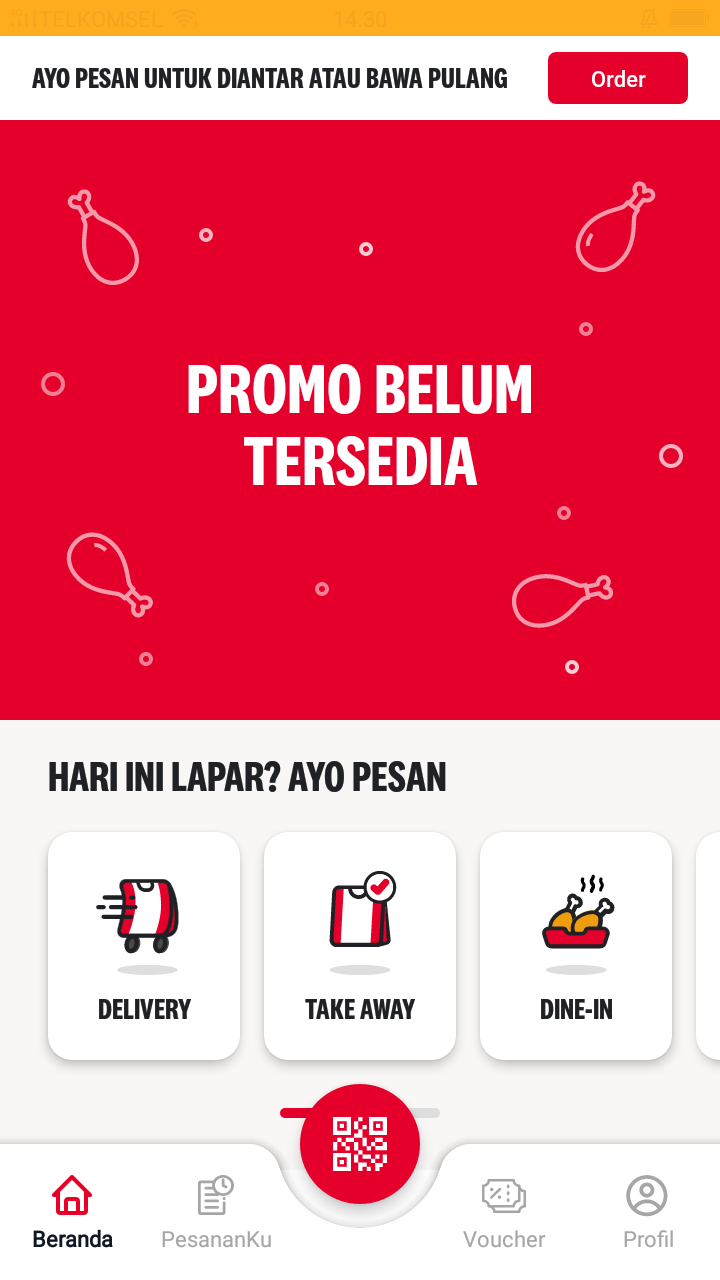 TELKOMSEL 14.30
AYO PESAN UNTUK DIANTAR ATAU BAWA PULANG
Order
PROMO BELUM
TERSEDIA
HARI INI LAPAR? AYO PESAN
DELIVERY
TAKE AWAY
DINE-IN
Beranda
PesananKu
Voucher
Profil